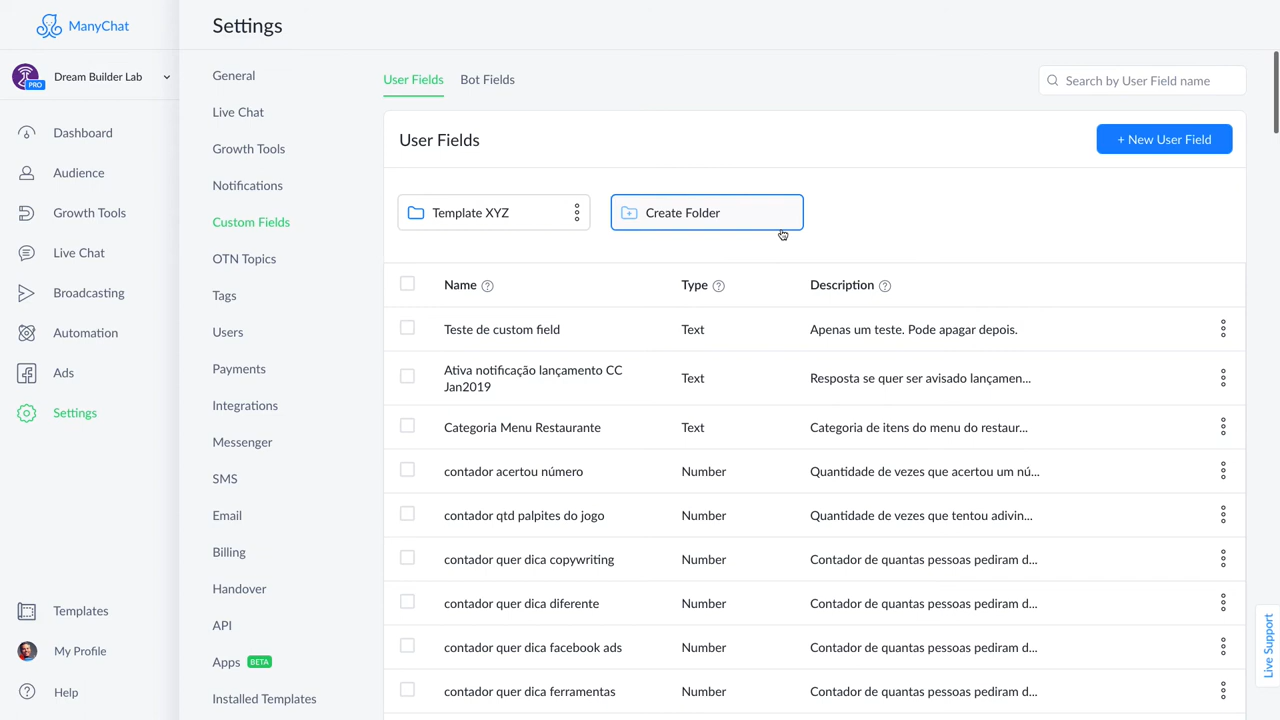 ManyChat
Dream Builder Lab
PRO
Dashboard
Audience
Growth Tools
Live Chat
Broadcasting
Automation
Ads
Settings
Templates
My Profile
Help
Settings
General
Live Chat
Growth Tools
Notifications
Custom Fields
OTN Topics
Tags
Users
Payments
Integrations
Messenger
SMS
Email
Billing
Handover
API
Apps BETA
Installed Templates
User Fields Bot Fields
Search by User Field name
User Fields
+ New User Field
Template XYZ
Create Folder
Name ? Type ? Description ?
Teste de custom field Text Apenas um teste. Pode apagar depois.
Ativa notificação lançamento CC
Jan2019 Text Resposta se quer ser avisado lançamen...
Categoria Menu Restaurante Text Categoria de itens do menu do restaur...
contador acertou número Number Quantidade de vezes que acertou um nú...
contador qtd palpites do jogo Number Quantidade de vezes que tentou adivin...
contador quer dica copywriting Number Contador de quantas pessoas pediram d...
contador quer dica diferente Number Contador de quantas pessoas pediram d...
contador quer dica facebook ads Number Contador de quantas pessoas pediram d...
contador quer dica ferramentas Number Contador de quantas pessoas pediram d...
Live Support